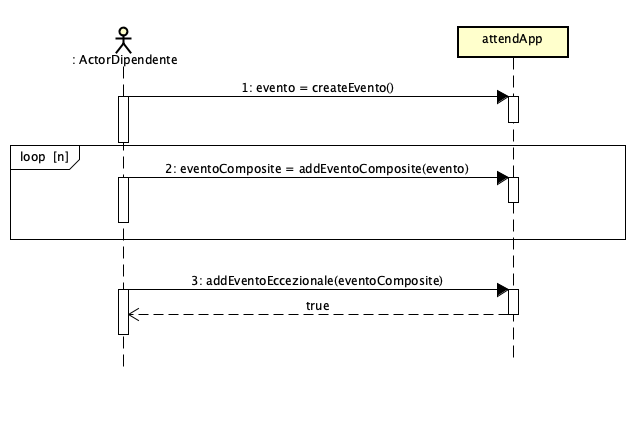 : ActorDipendente
attendApp
1: evento = createEvento()
loop [n]
2: eventoComposite = addEventoComposite(evento)
3: addEventoEccezionale(eventoComposite)
true